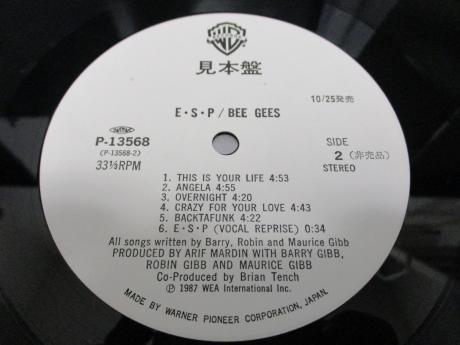 見本盤
10/25発売
E・S・P / BEE GEES
P-13568
(P-13568-2)
33⅓RPM
SIDE
2 (非売品)
STEREO
1. THIS IS YOUR LIFE 4:53
2. ANGELA 4:55
3. OVERNIGHT 4:20
4. CRAZY FOR YOUR LOVE 4:43
5. BACKTAFUNK 4:22
6. E・S・P (VOCAL REPRISE) 0:34
All songs written by Barry, Robin and Maurice Gibb
PRODUCED BY ARIF MARDIN WITH BARRY GIBB,
ROBIN GIBB AND MAURICE GIBB
Co-Produced by Brian Tench
Ⓟ 1987 WEA International Inc.
MADE BY WARNER PIONEER CORPORATION, JAPAN.